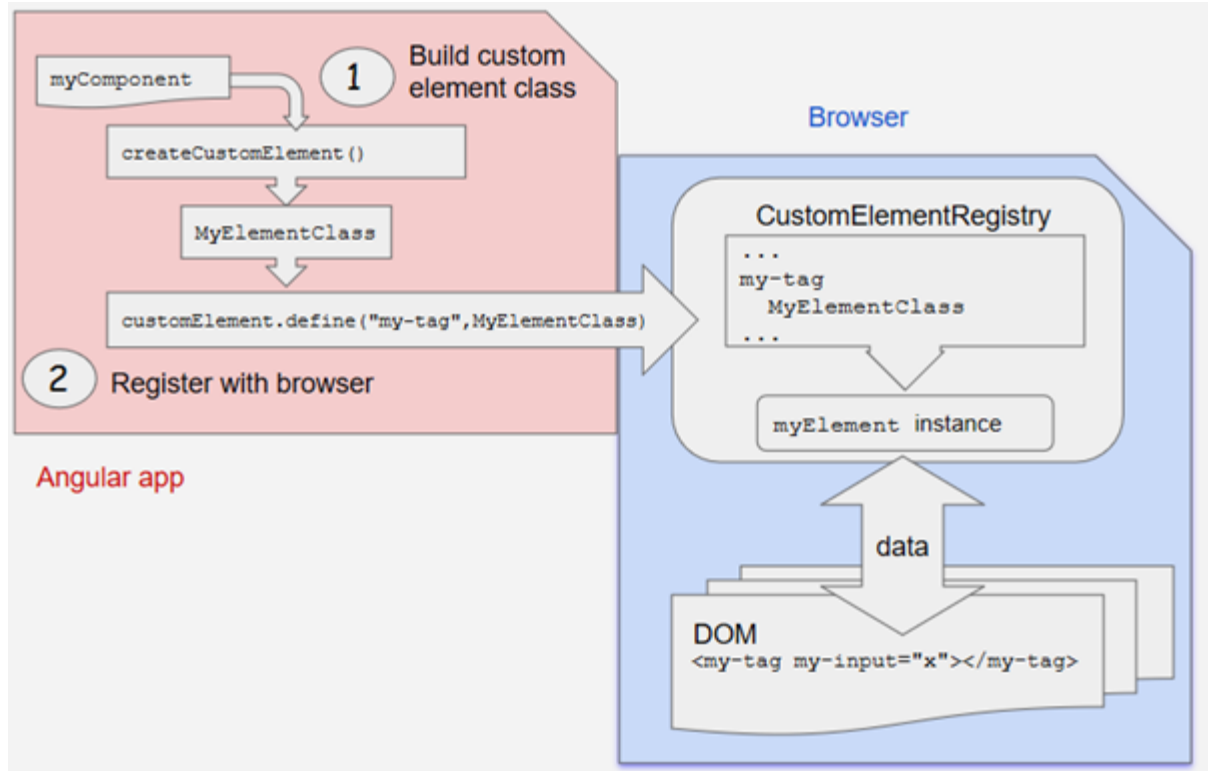 myComponent
1
Build custom
element class
createCustomElement()
MyElementClass
customElement.define("my-tag",MyElementClass)
2
Register with browser
Angular app
Browser
CustomElementRegistry
...
my-tag
MyElementClass
...
myElement instance
data
DOM
<my-tag my-input="x"></my-tag>